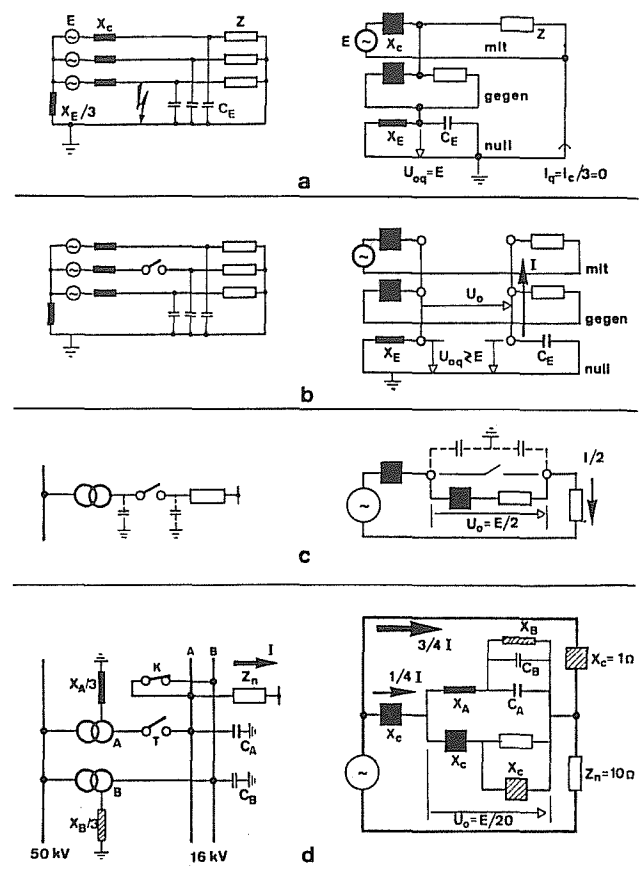 E X_c Z
X_E/3
C_E
E X_c Z
mit
gegen
X_E C_E null
U_oq=E I_q=I_c/3=0
a
I
mit
U_o
gegen
X_E U_oq≷E C_E
null
b
I/2
U_o=E/2
c
A B I
K Z_n
X_A/3
A T C_A
B C_B
X_B/3
50 kV 16 kV
3/4 I X_B
C_B X_c=1Ω
1/4 I
X_A C_A
X_c
X_c X_c Z_n=10Ω
U_o=E/20
d